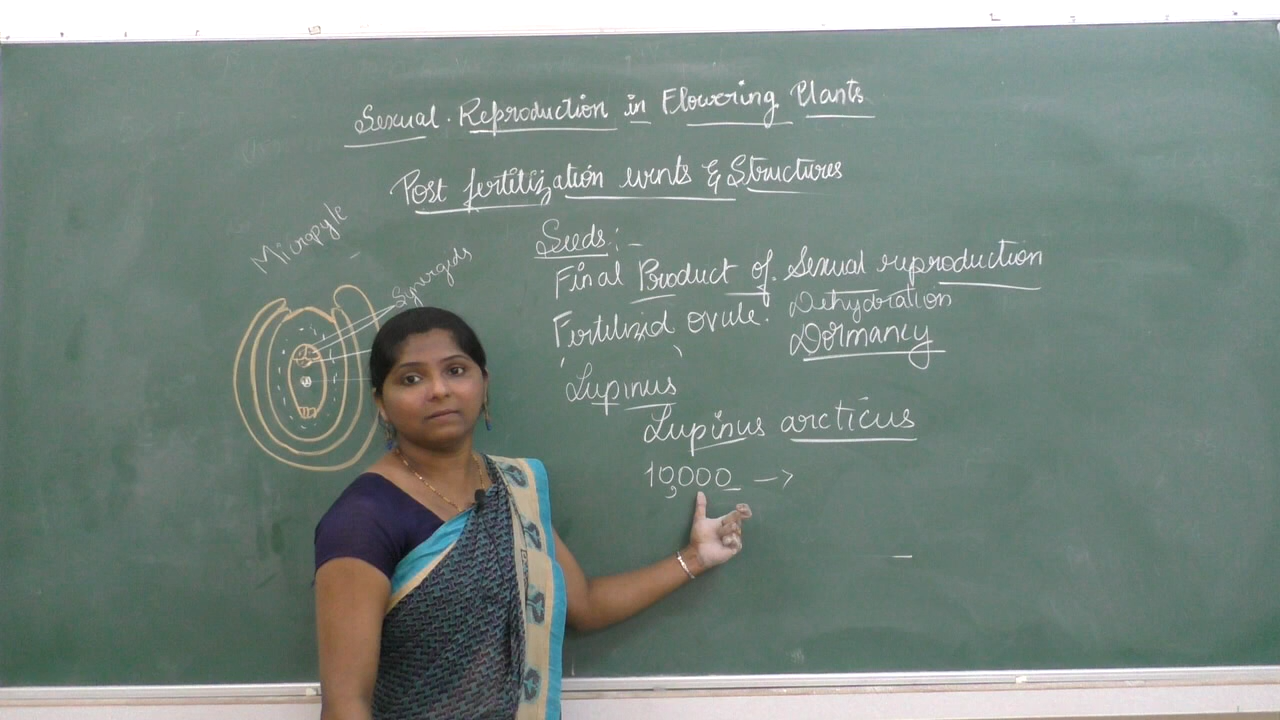 Sexual Reproduction in Flowering Plants
Post fertilization events & Structures
Micropyle
Synergids
Seeds:-
Final Product of Sexual reproduction
Fertilized ovule. Dehydration
Dormancy
Lupinus
Lupinus arcticus
10,000 →